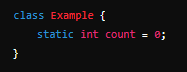 class Example {
    static int count = 0;
}